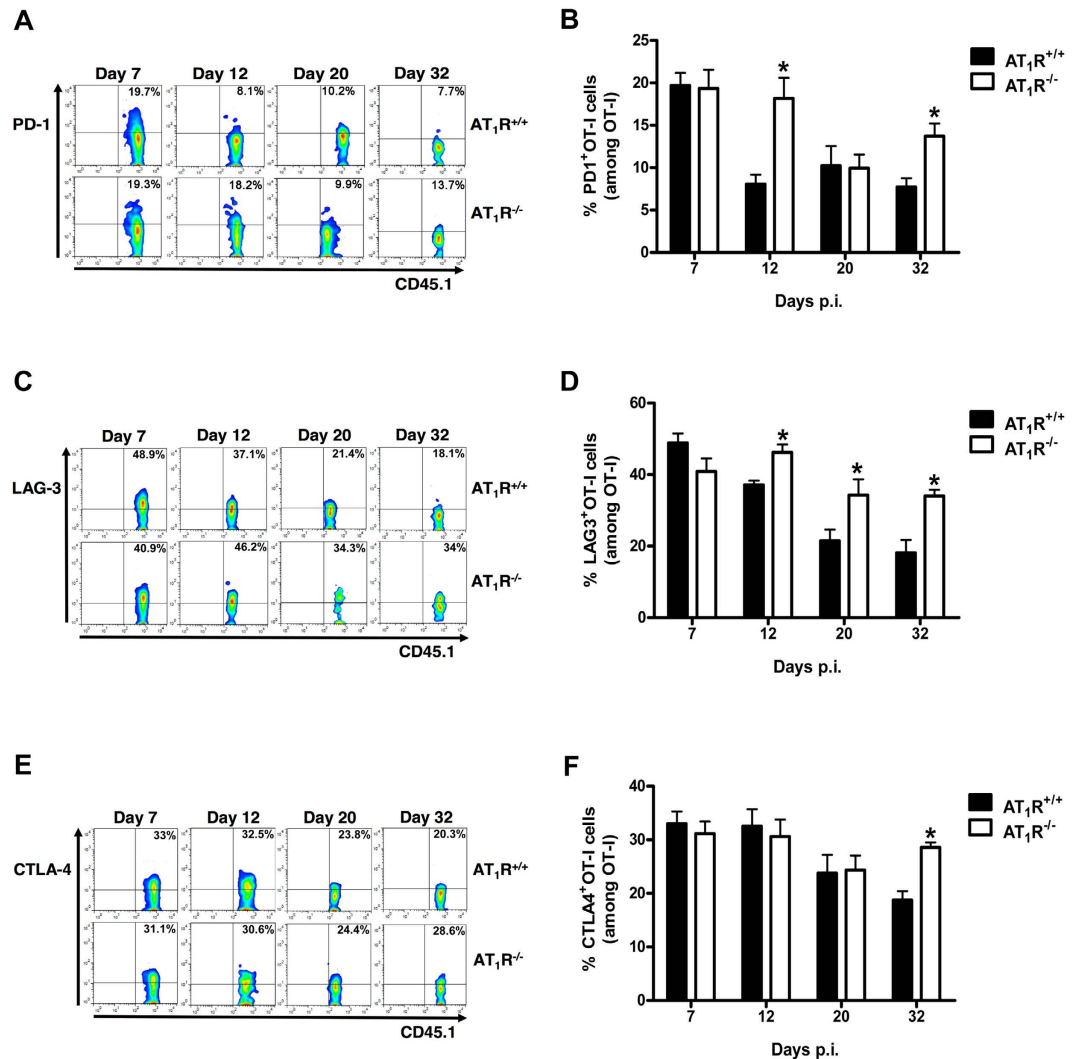 A
Day 7 Day 12 Day 20 Day 32
PD-1
19.7% 8.1% 10.2% 7.7%
AT1R+/+
19.3% 18.2% 9.9% 13.7%
AT1R-/-
CD45.1
B
% PD1+OT-I cells
(among OT-I)
25
20
15
10
5
0
* *
7 12 20 32
Days p.i.
AT1R+/+
AT1R-/-
C
Day 7 Day 12 Day 20 Day 32
LAG-3
48.9% 37.1% 21.4% 18.1%
AT1R+/+
40.9% 46.2% 34.3% 34%
AT1R-/-
CD45.1
D
% LAG3+OT-I cells
(among OT-I)
60
40
20
0
* * *
7 12 20 32
Days p.i.
AT1R+/+
AT1R-/-
E
Day 7 Day 12 Day 20 Day 32
CTLA-4
33% 32.5% 23.8% 20.3%
AT1R+/+
31.1% 30.6% 24.4% 28.6%
AT1R-/-
CD45.1
F
% CTLA4+OT-I cells
(among OT-I)
40
30
20
10
0
*
7 12 20 32
Days p.i.
AT1R+/+
AT1R-/-